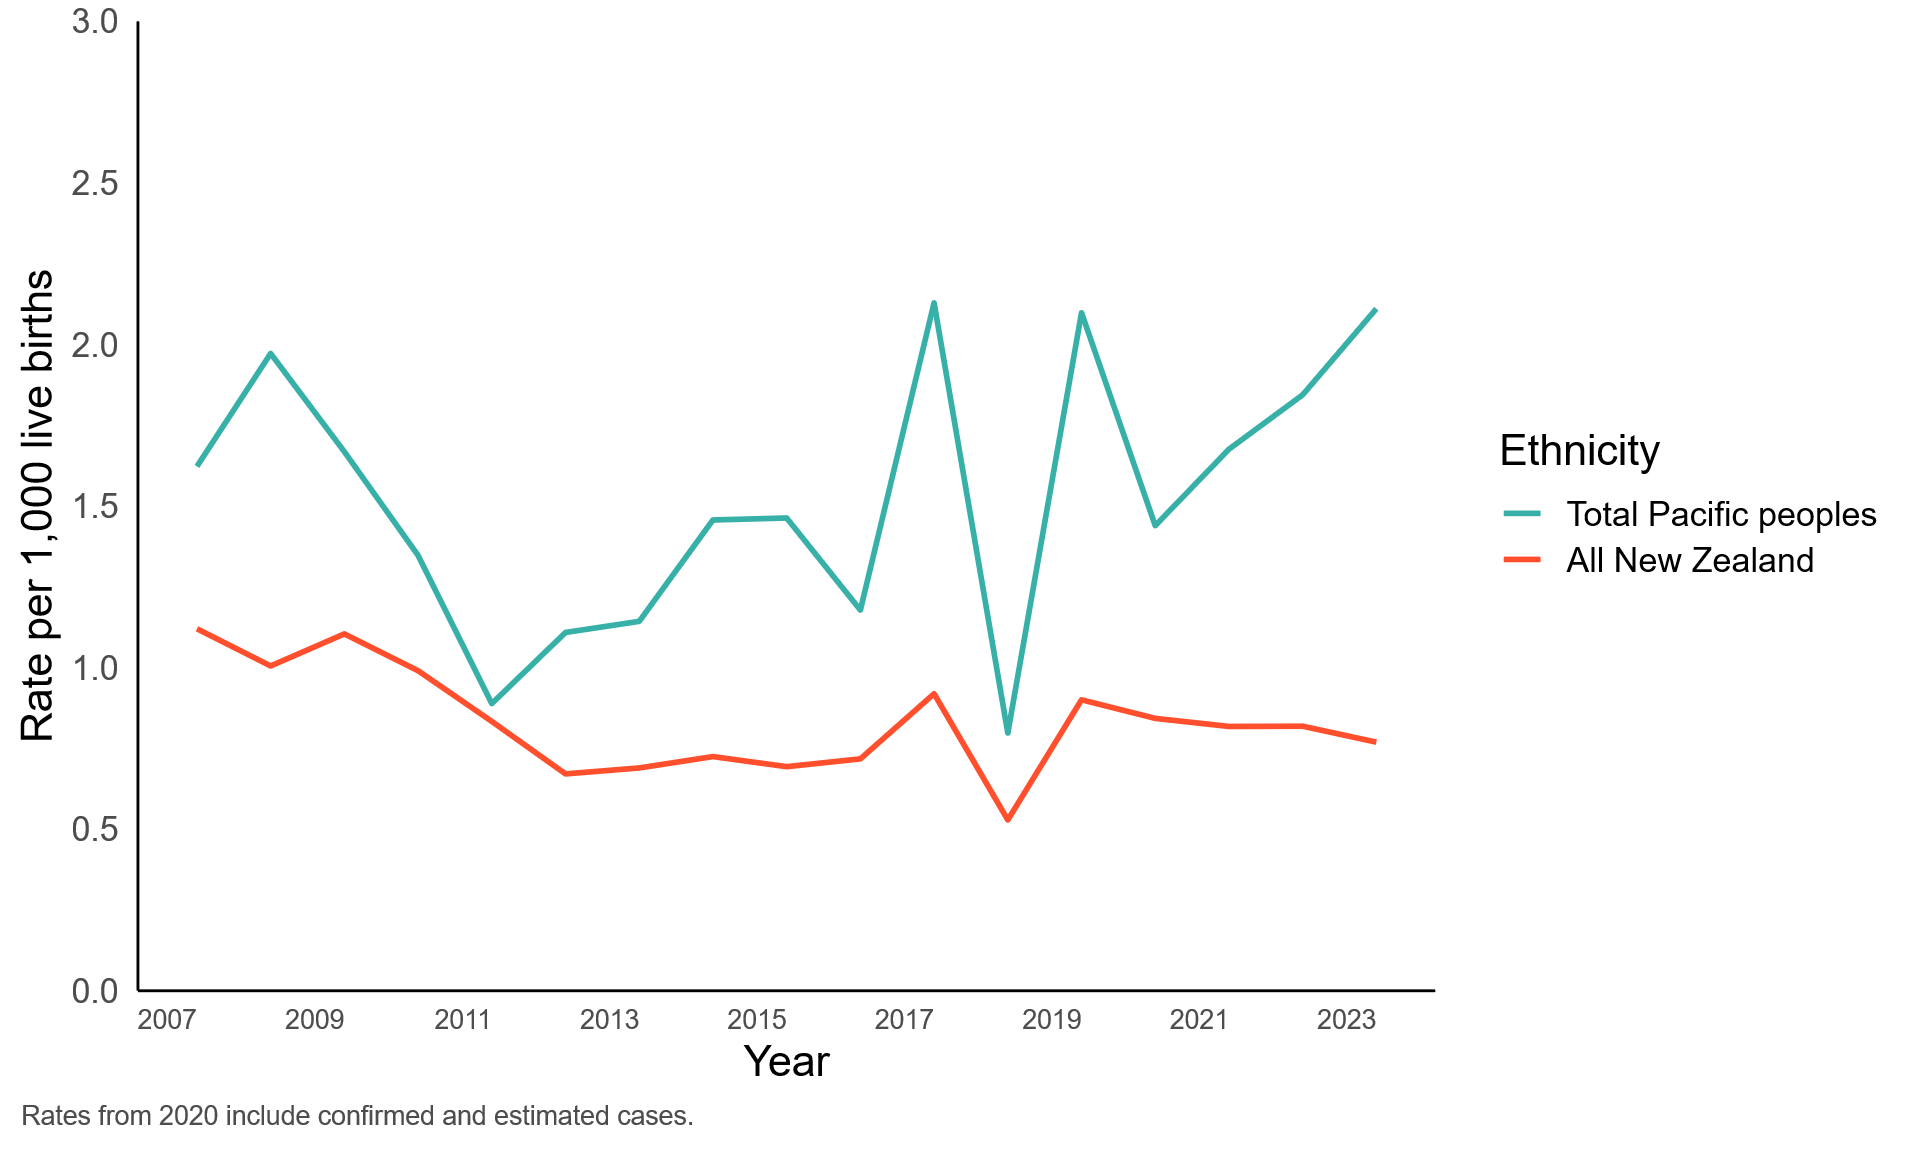 3.0
2.5
2.0
1.5
1.0
0.5
0.0
Rate per 1,000 live births
2007 2009 2011 2013 2015 2017 2019 2021 2023
Year
Ethnicity
Total Pacific peoples
All New Zealand
Rates from 2020 include confirmed and estimated cases.